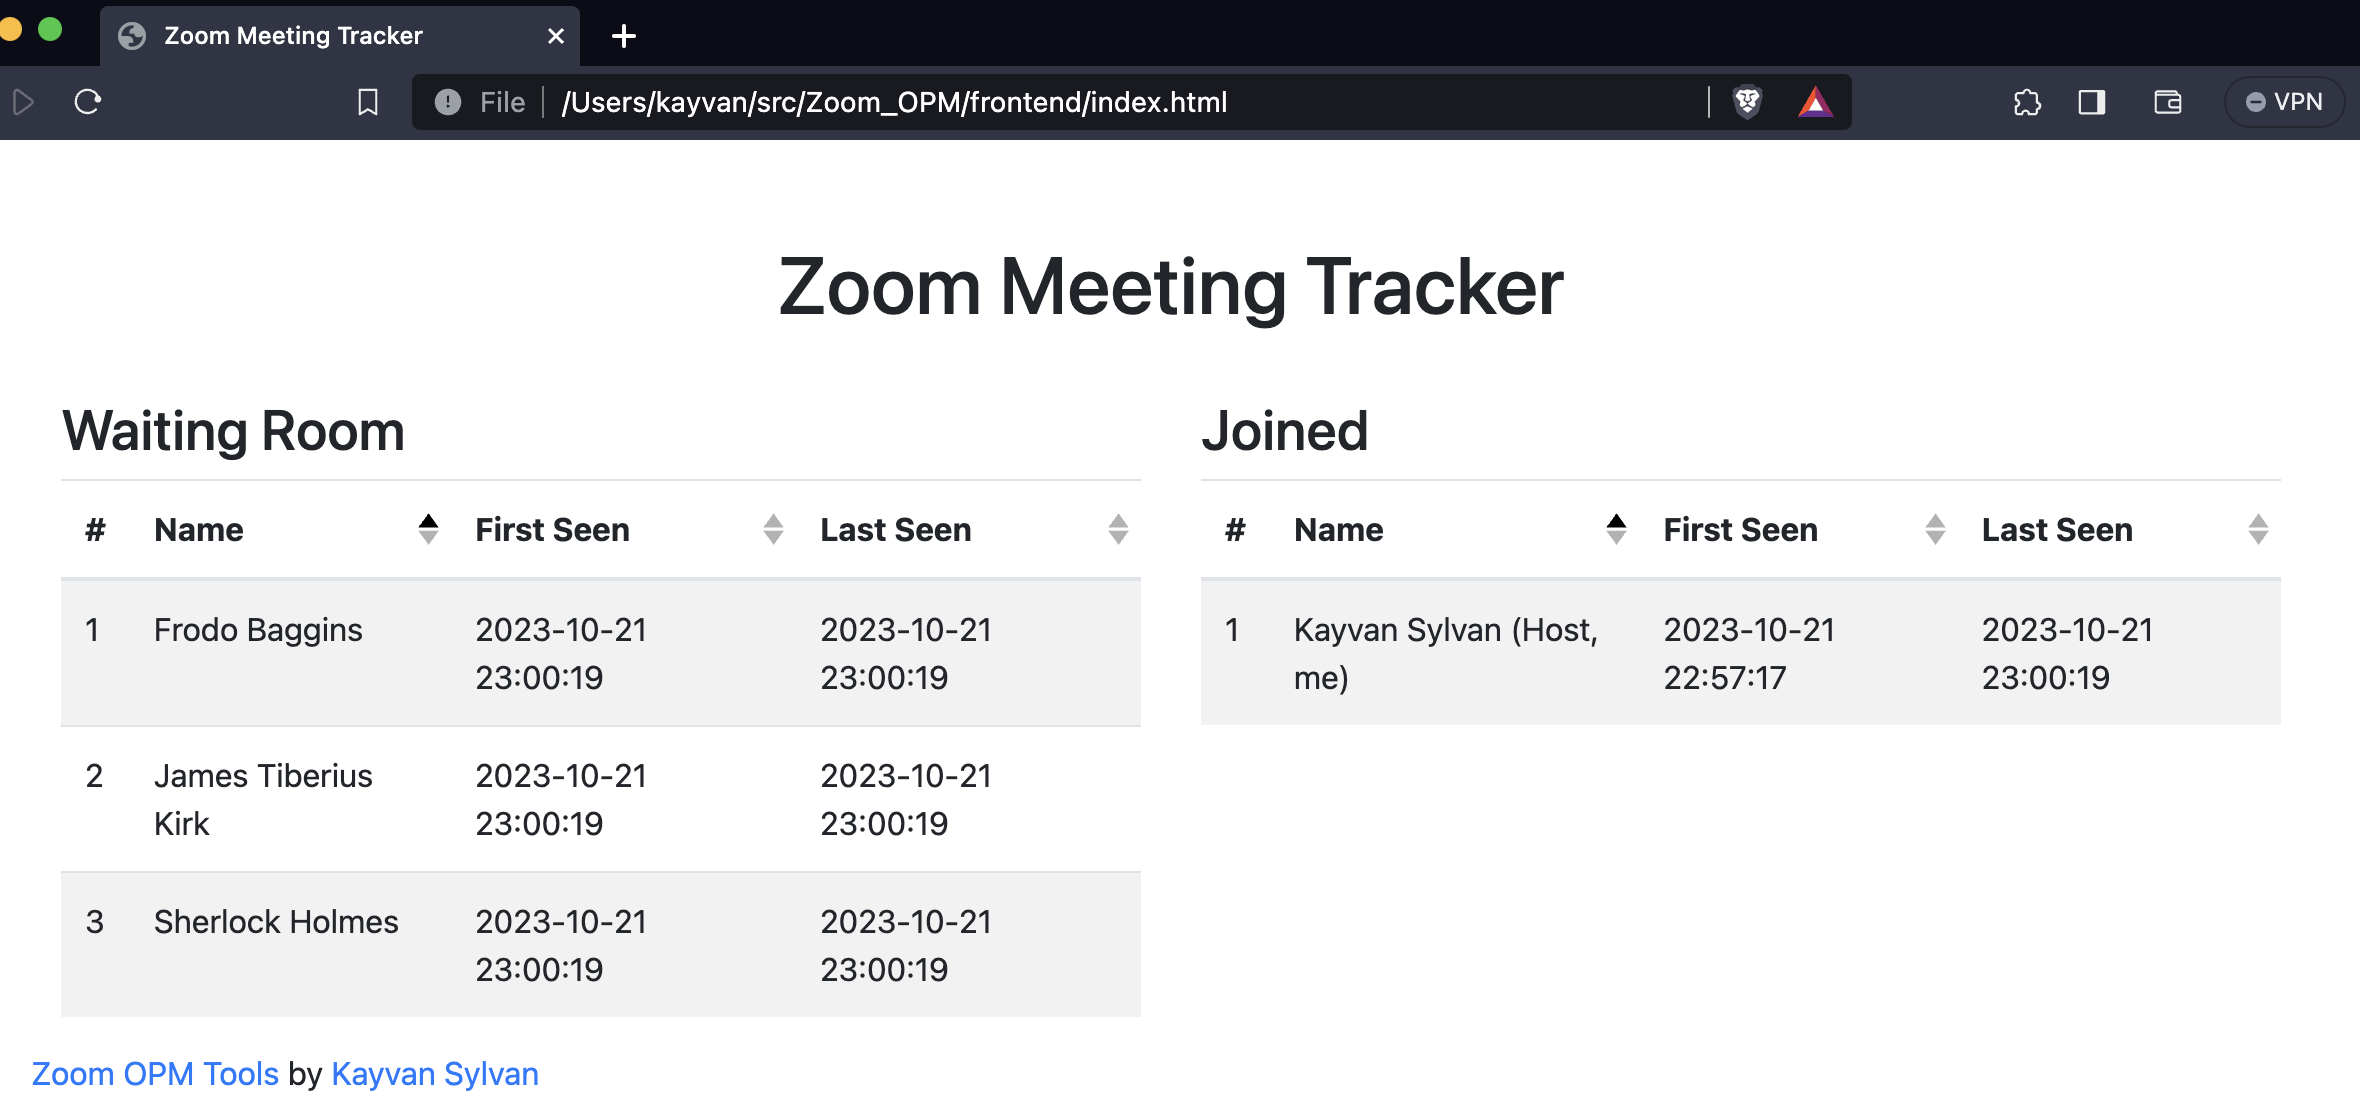 Zoom Meeting Tracker
File /Users/kayvan/src/Zoom_OPM/frontend/index.html
VPN
Zoom Meeting Tracker
Waiting Room
# Name First Seen Last Seen
1 Frodo Baggins 2023-10-21 2023-10-21
23:00:19 23:00:19
2 James Tiberius 2023-10-21 2023-10-21
Kirk 23:00:19 23:00:19
3 Sherlock Holmes 2023-10-21 2023-10-21
23:00:19 23:00:19
Joined
# Name First Seen Last Seen
1 Kayvan Sylvan (Host, 2023-10-21 2023-10-21
me) 22:57:17 23:00:19
Zoom OPM Tools by Kayvan Sylvan